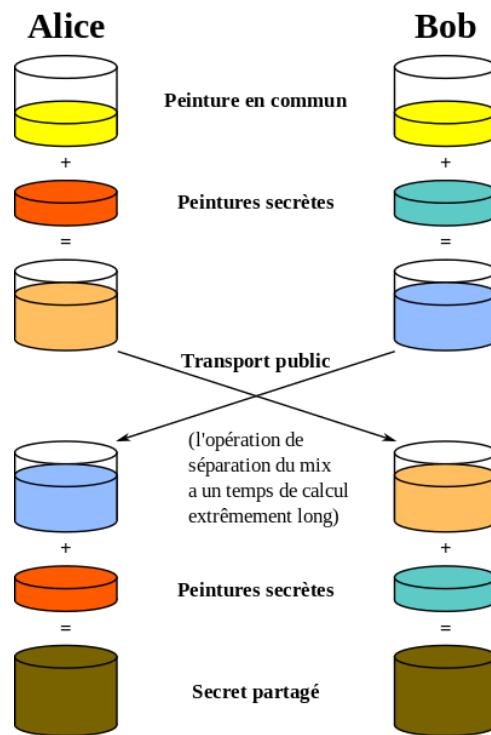 Alice
Bob
Peinture en commun
+
+
Peintures secrètes
=
=
Transport public
(l'opération de
séparation du mix
a un temps de calcul
extrêmement long)
+
+
Peintures secrètes
=
=
Secret partagé